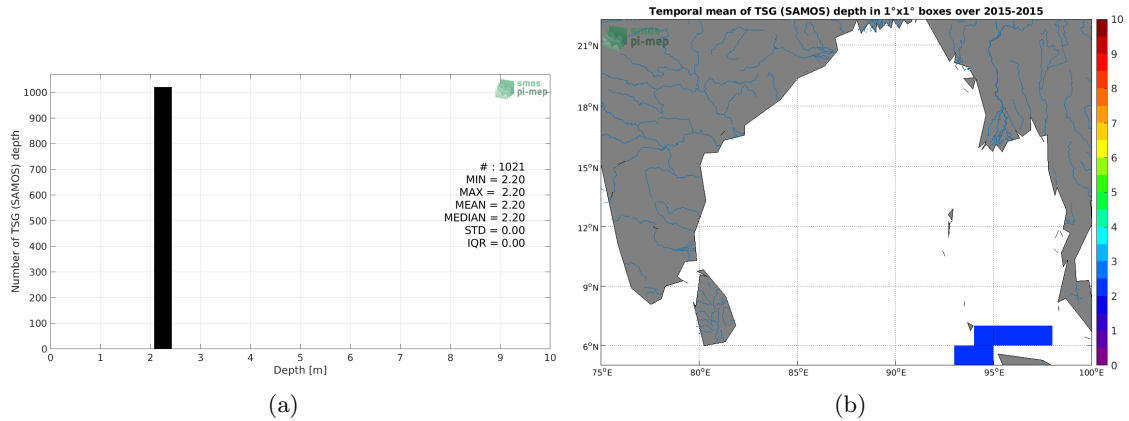 smos
pi-mep
1000
900
800
700
600
500
400
300
200
100
0
Number of TSG (SAMOS) depth
# : 1021
MIN = 2.20
MAX = 2.20
MEAN = 2.20
MEDIAN = 2.20
STD = 0.00
IQR = 0.00
0 1 2 3 4 5 6 7 8 9 10
Depth [m]
(a)
Temporal mean of TSG (SAMOS) depth in 1°x1° boxes over 2015-2015
smos
pi-mep
21°N
18°N
15°N
12°N
9°N
6°N
75°E 80°E 85°E 90°E 95°E 100°E
10
9
8
7
6
5
4
3
2
1
0
(b)